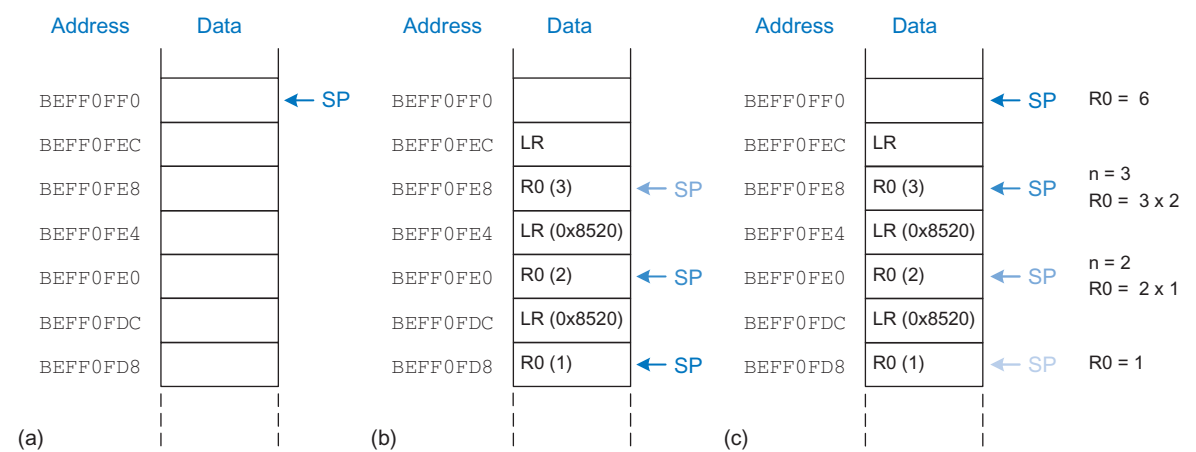 Address Data
BEFF0FF0 SP
BEFF0FEC
BEFF0FE8
BEFF0FE4
BEFF0FE0
BEFF0FDC
BEFF0FD8
(a)
Address Data
BEFF0FF0
BEFF0FEC LR
BEFF0FE8 R0 (3) SP
BEFF0FE4 LR (0x8520)
BEFF0FE0 R0 (2) SP
BEFF0FDC LR (0x8520)
BEFF0FD8 R0 (1) SP
(b)
Address Data
BEFF0FF0 SP R0 = 6
BEFF0FEC LR
BEFF0FE8 R0 (3) SP n = 3
R0 = 3 x 2
BEFF0FE4 LR (0x8520)
BEFF0FE0 R0 (2) SP n = 2
R0 = 2 x 1
BEFF0FDC LR (0x8520)
BEFF0FD8 R0 (1) SP R0 = 1
(c)